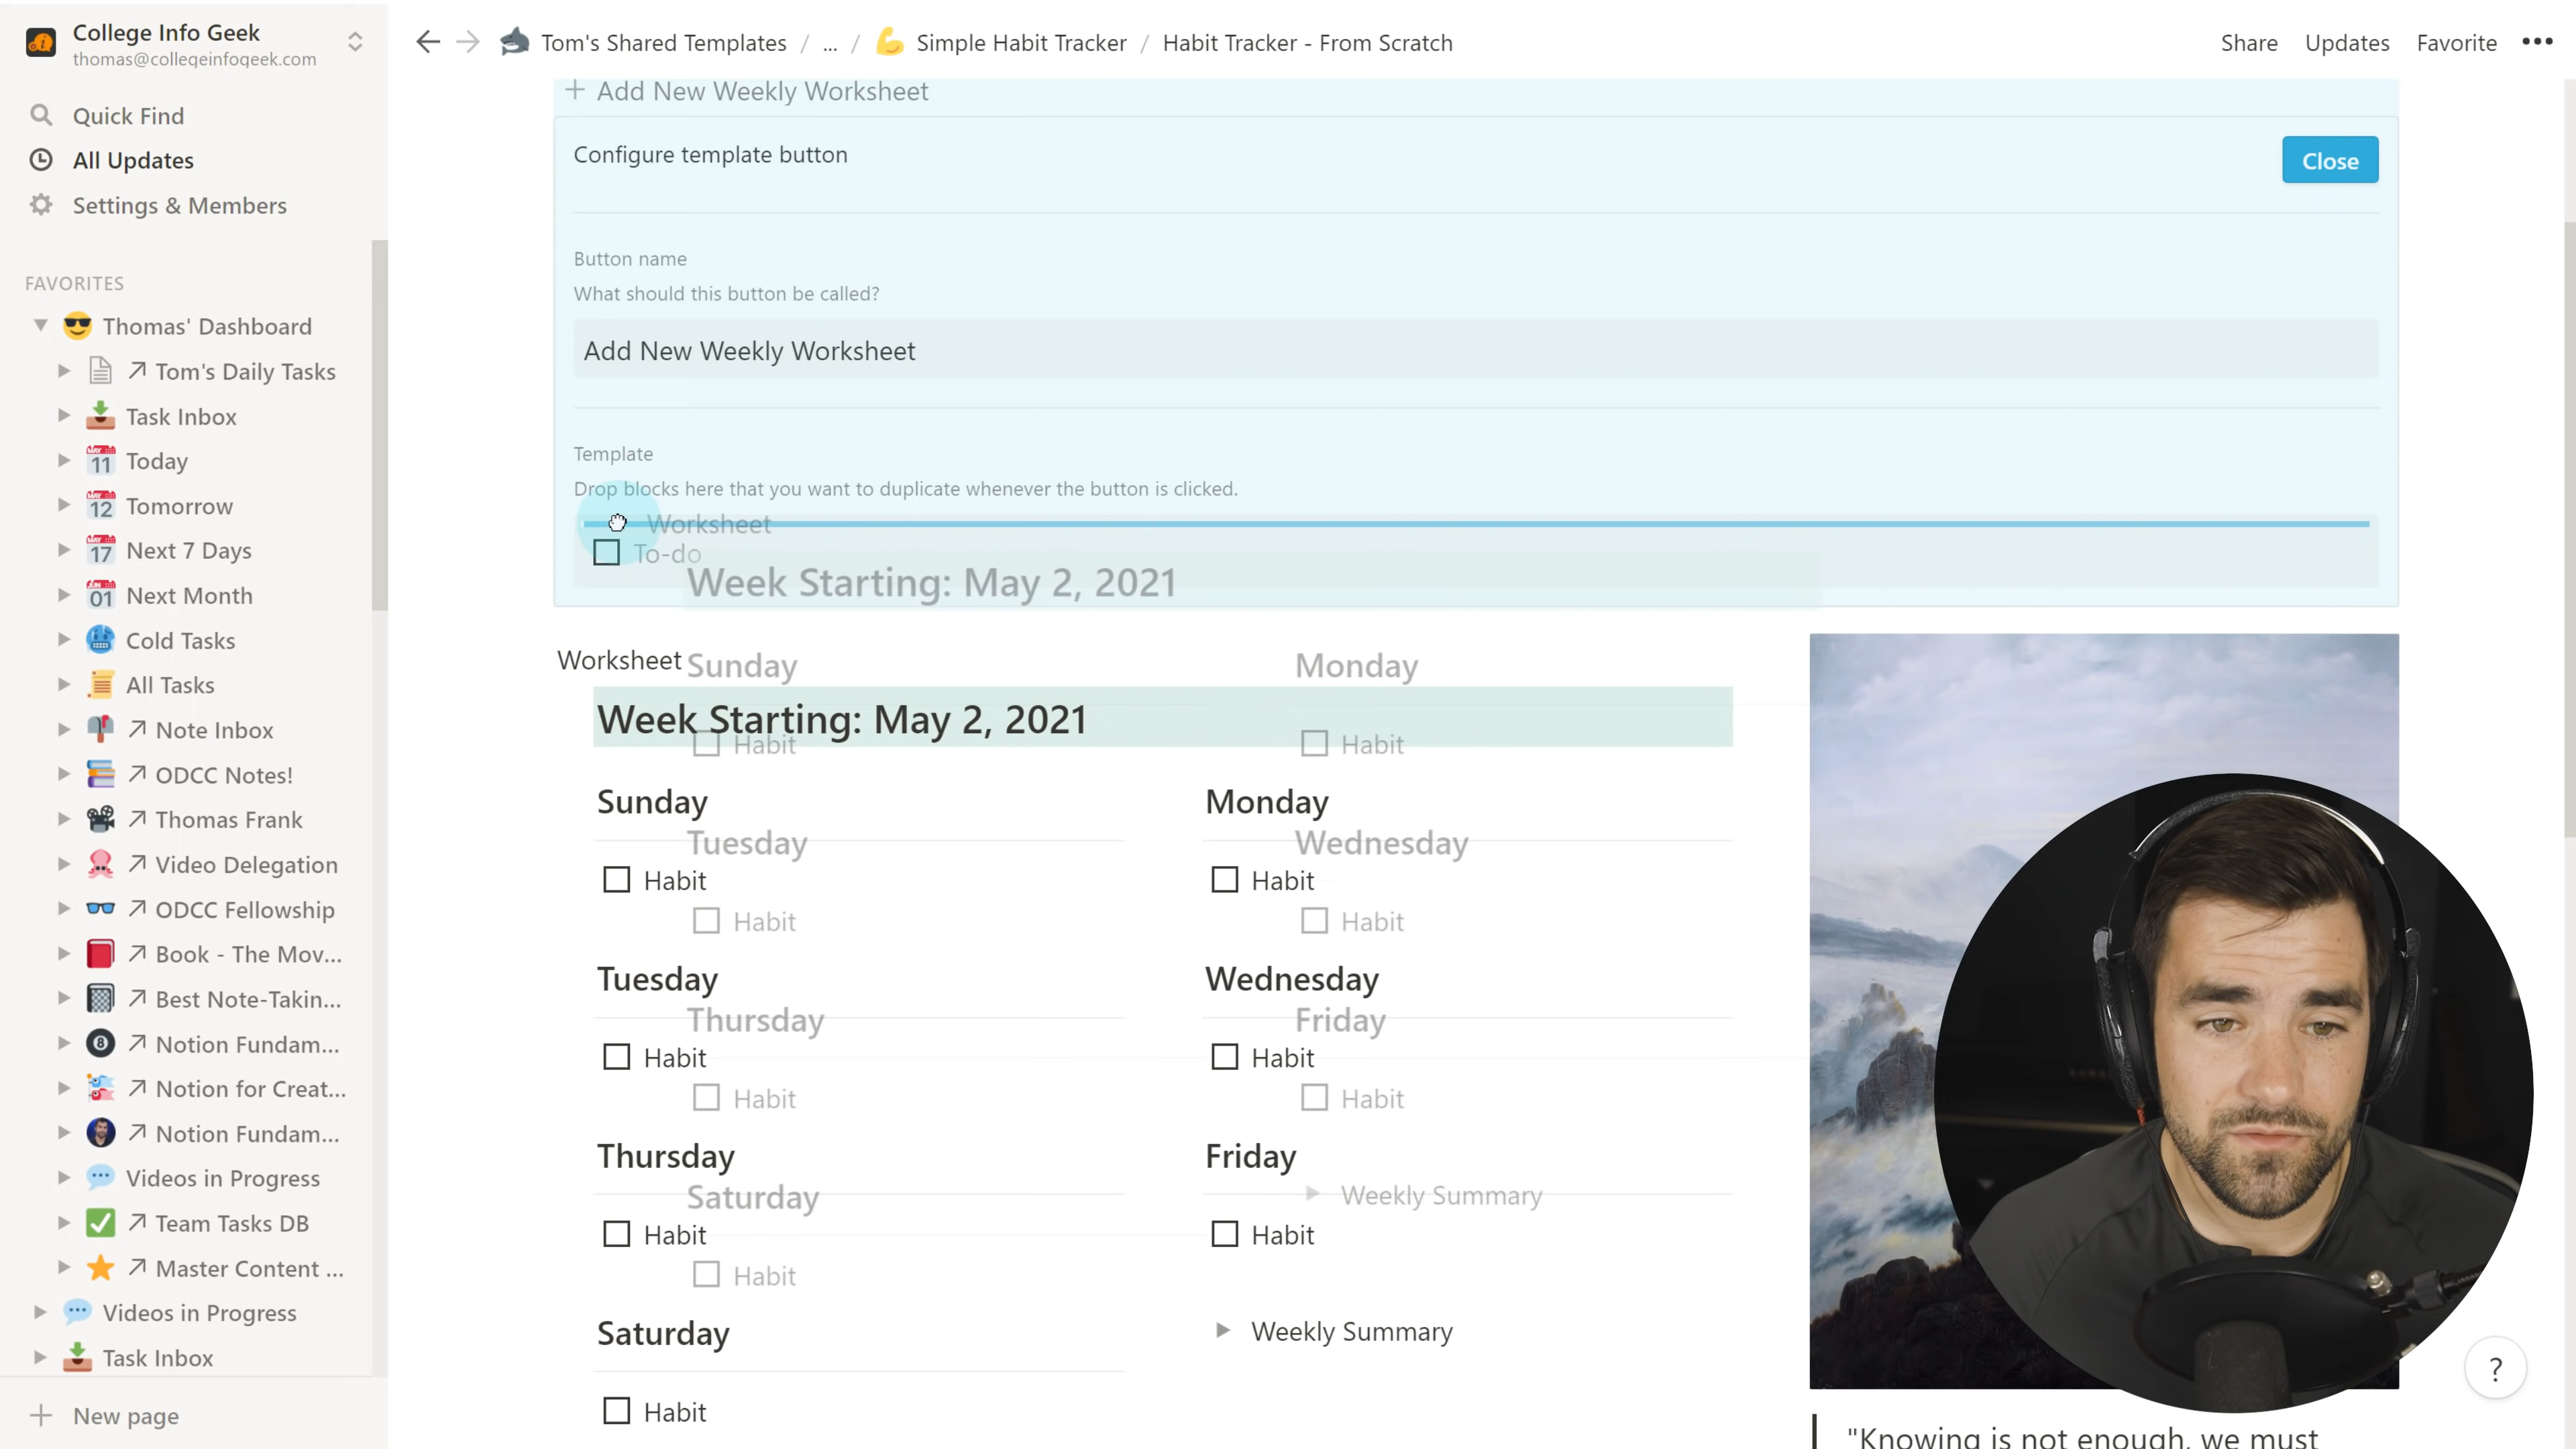 College Info Geek
thomas@collegeinfogeek.com
Quick Find
All Updates
Settings & Members
FAVORITES
Thomas' Dashboard
Tom's Daily Tasks
Task Inbox
11 Today
12 Tomorrow
17 Next 7 Days
01 Next Month
Cold Tasks
All Tasks
Note Inbox
ODCC Notes!
Thomas Frank
Video Delegation
ODCC Fellowship
Book - The Mov...
Best Note-Takin...
8 Notion Fundam...
Notion for Creat...
Notion Fundam...
Videos in Progress
Team Tasks DB
Master Content ...
Videos in Progress
Task Inbox
+ New page
Tom's Shared Templates / ... / Simple Habit Tracker / Habit Tracker - From Scratch
Share Updates Favorite •••
+ Add New Weekly Worksheet
Configure template button
Close
Button name
What should this button be called?
Add New Weekly Worksheet
Template
Drop blocks here that you want to duplicate whenever the button is clicked.
Worksheet
To-do
Week Starting: May 2, 2021
Worksheet
Sunday Monday
Week Starting: May 2, 2021
Habit Habit
Sunday Monday
Tuesday Wednesday
Habit Habit
Habit Habit
Tuesday Wednesday
Thursday Friday
Habit Habit
Habit Habit
Thursday Friday
Saturday Weekly Summary
Habit Habit
Habit
Saturday Weekly Summary
Habit
?
"Knowing is not enough, we must